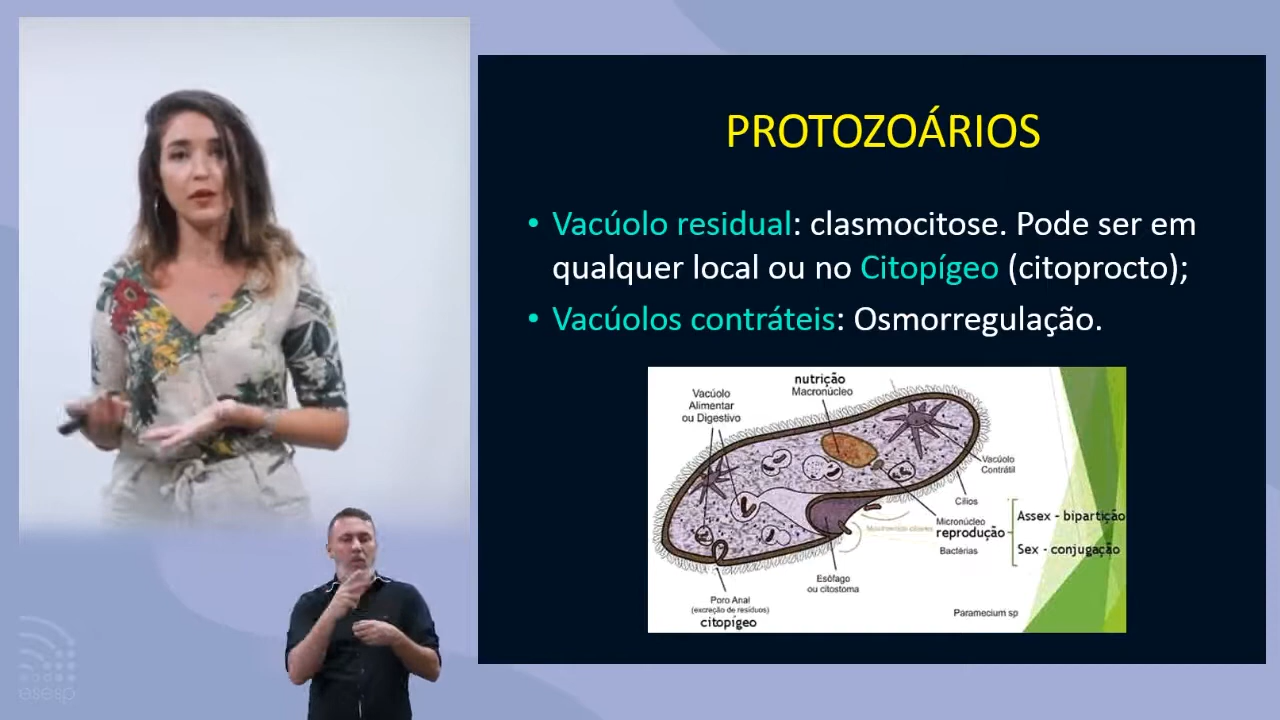 PROTOZOÁRIOS
• Vacúolo residual: clasmocitose. Pode ser em
qualquer local ou no Citopígeo (citoprocto);
• Vacúolos contráteis: Osmorregulação.
nutrição
Macronúcleo
Vacúolo
Alimentar
ou Digestivo
Vacúolo
Contrátil
Cílios
Micronúcleo
reprodução
Assex - bipartição
Sex - conjugação
Bactérias
Esôfago
ou citostoma
Poro Anal
(excreção de resíduos)
citopígeo
Paramecium sp
esesp